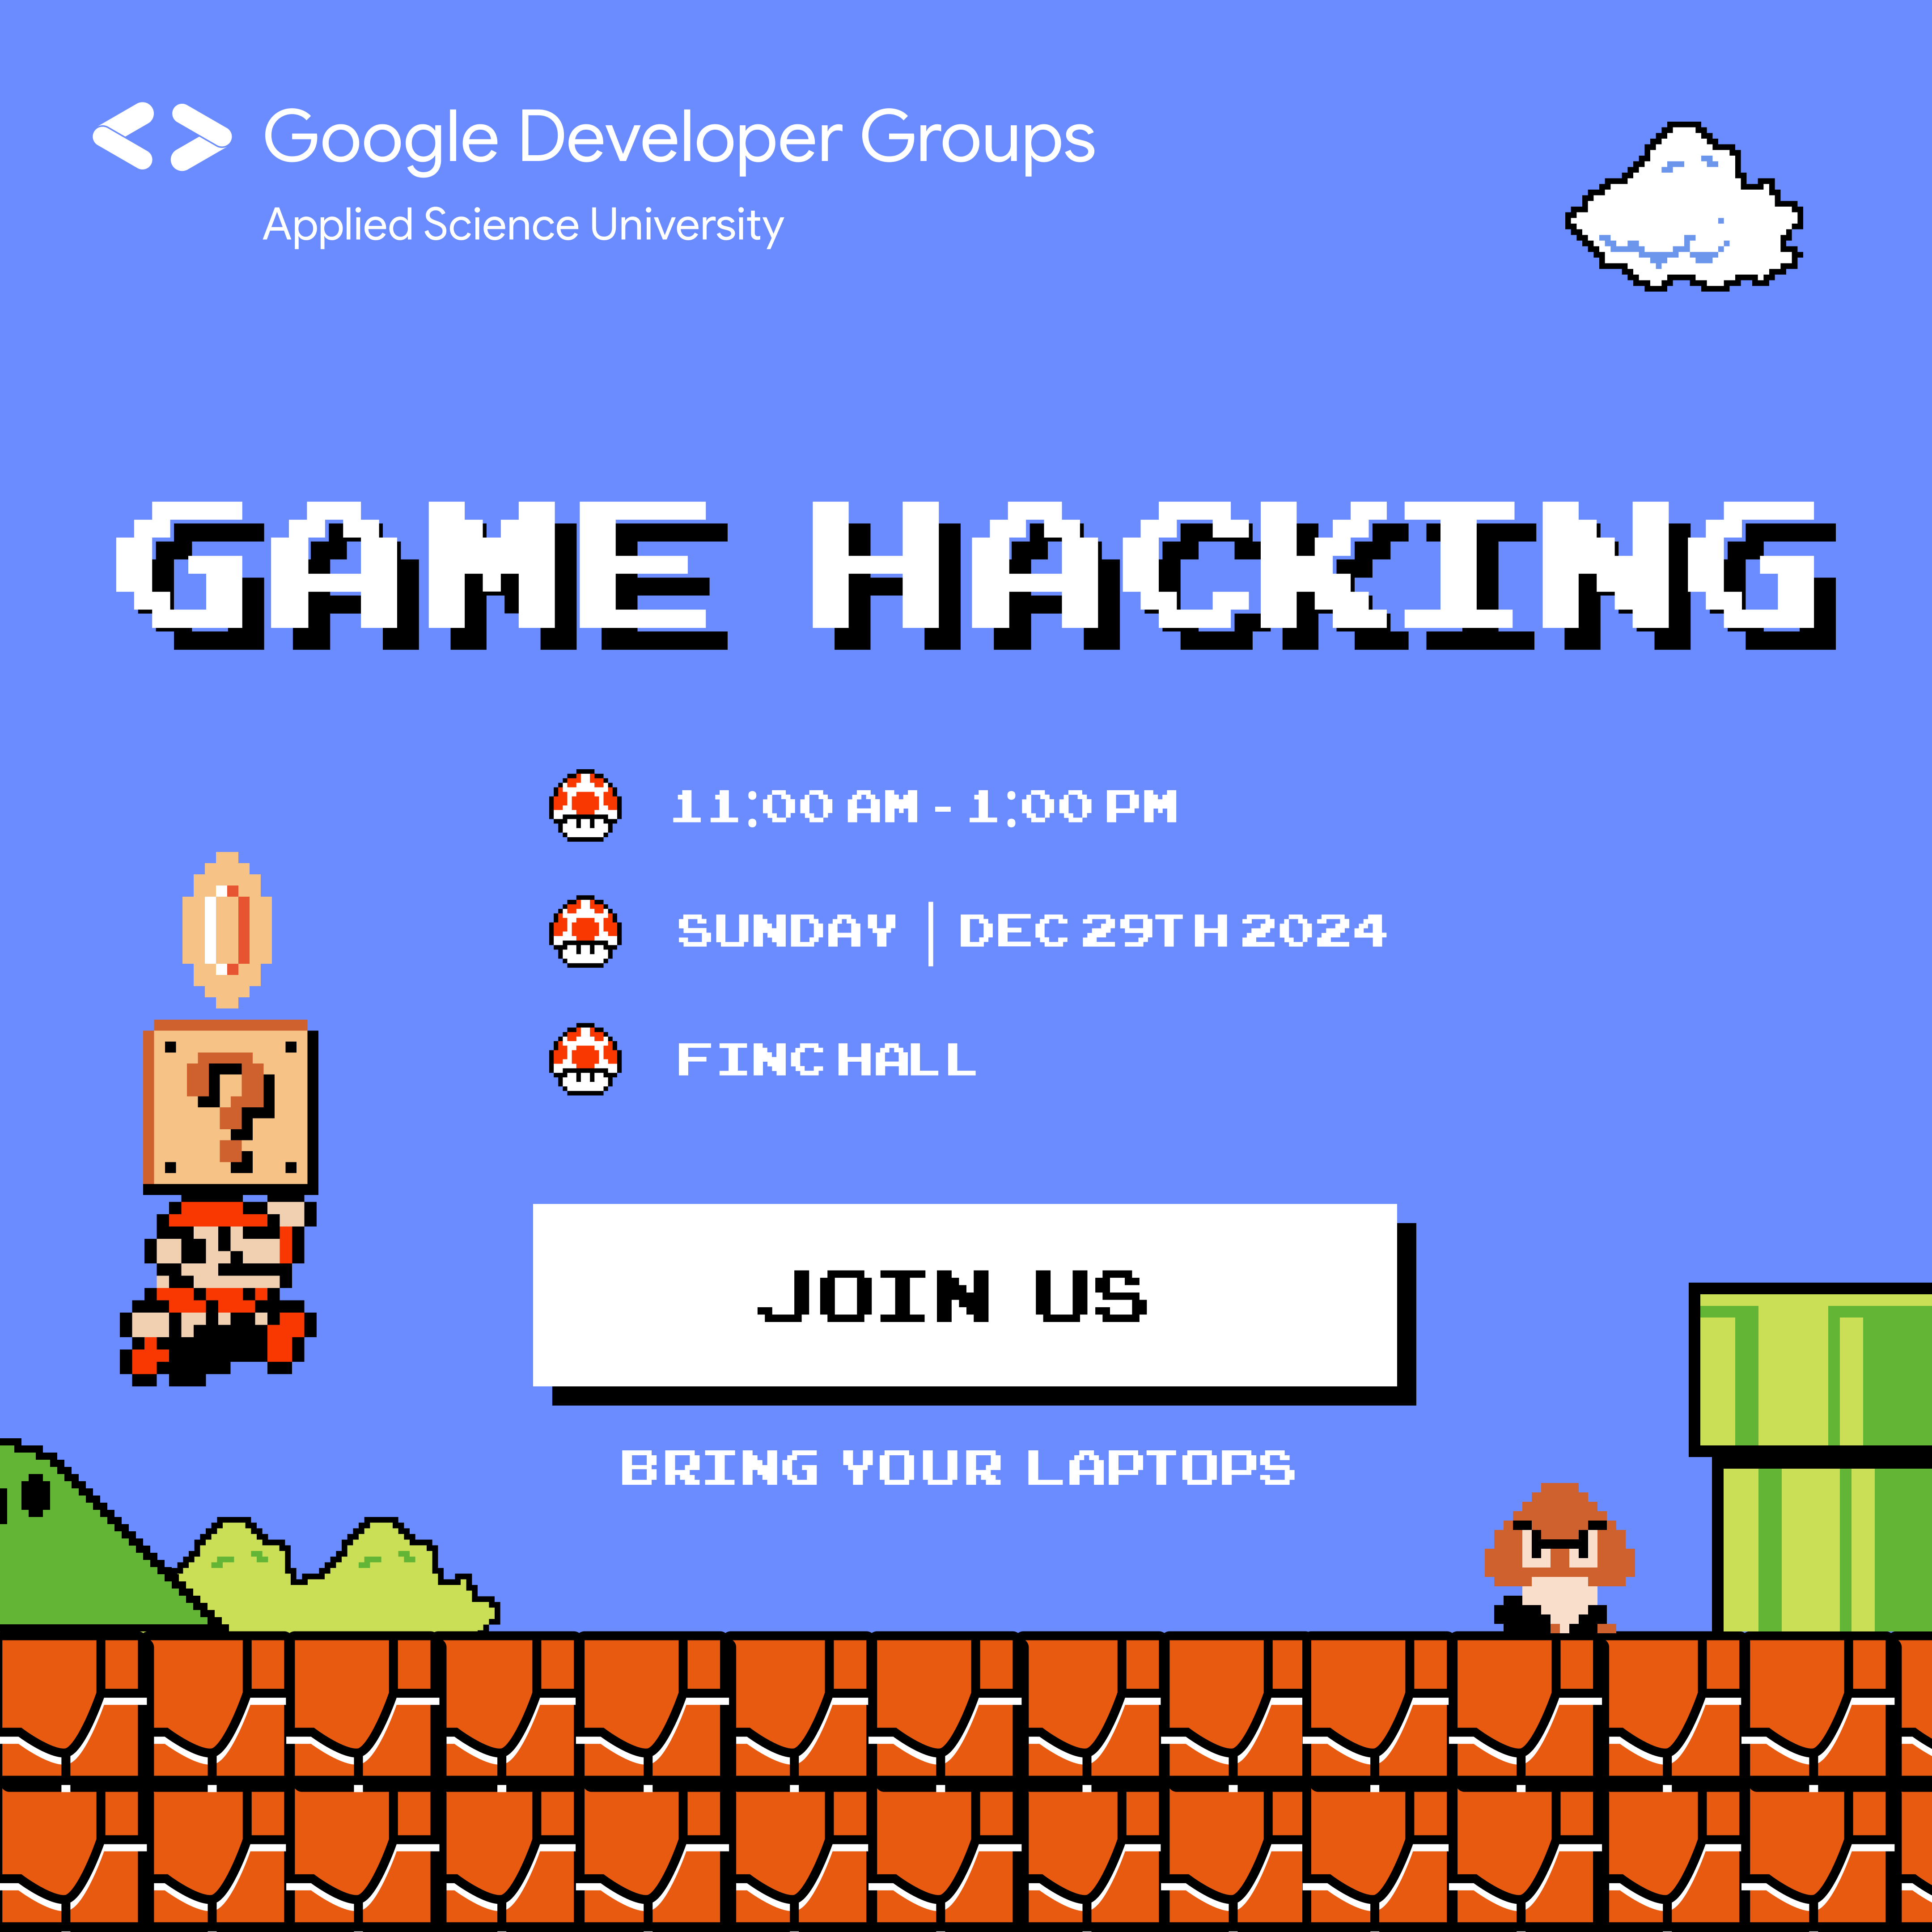 Google Developer Groups
Applied Science University
GAME HACKING
11:00 AM - 1:00 PM
SUNDAY | DEC 29TH 2024
FINC HALL
?
JOIN US
BRING YOUR LAPTOPS